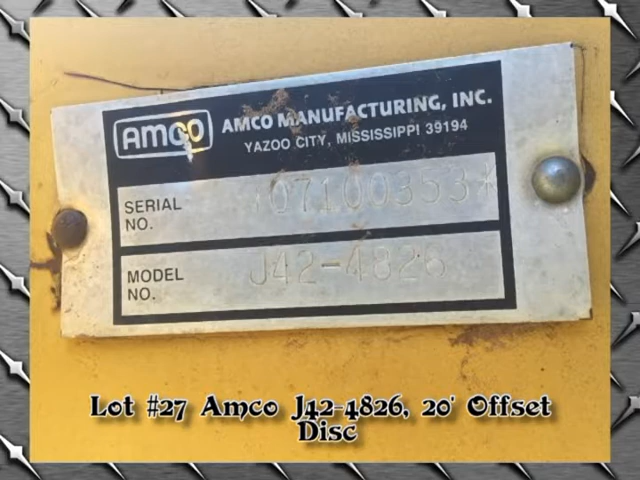 AMCO
AMCO MANUFACTURING, INC.
YAZOO CITY, MISSISSIPPI 39194
SERIAL NO. *07100353*
MODEL NO. J42-4826
Lot #27 Amco J42-4826, 20' Offset
Disc